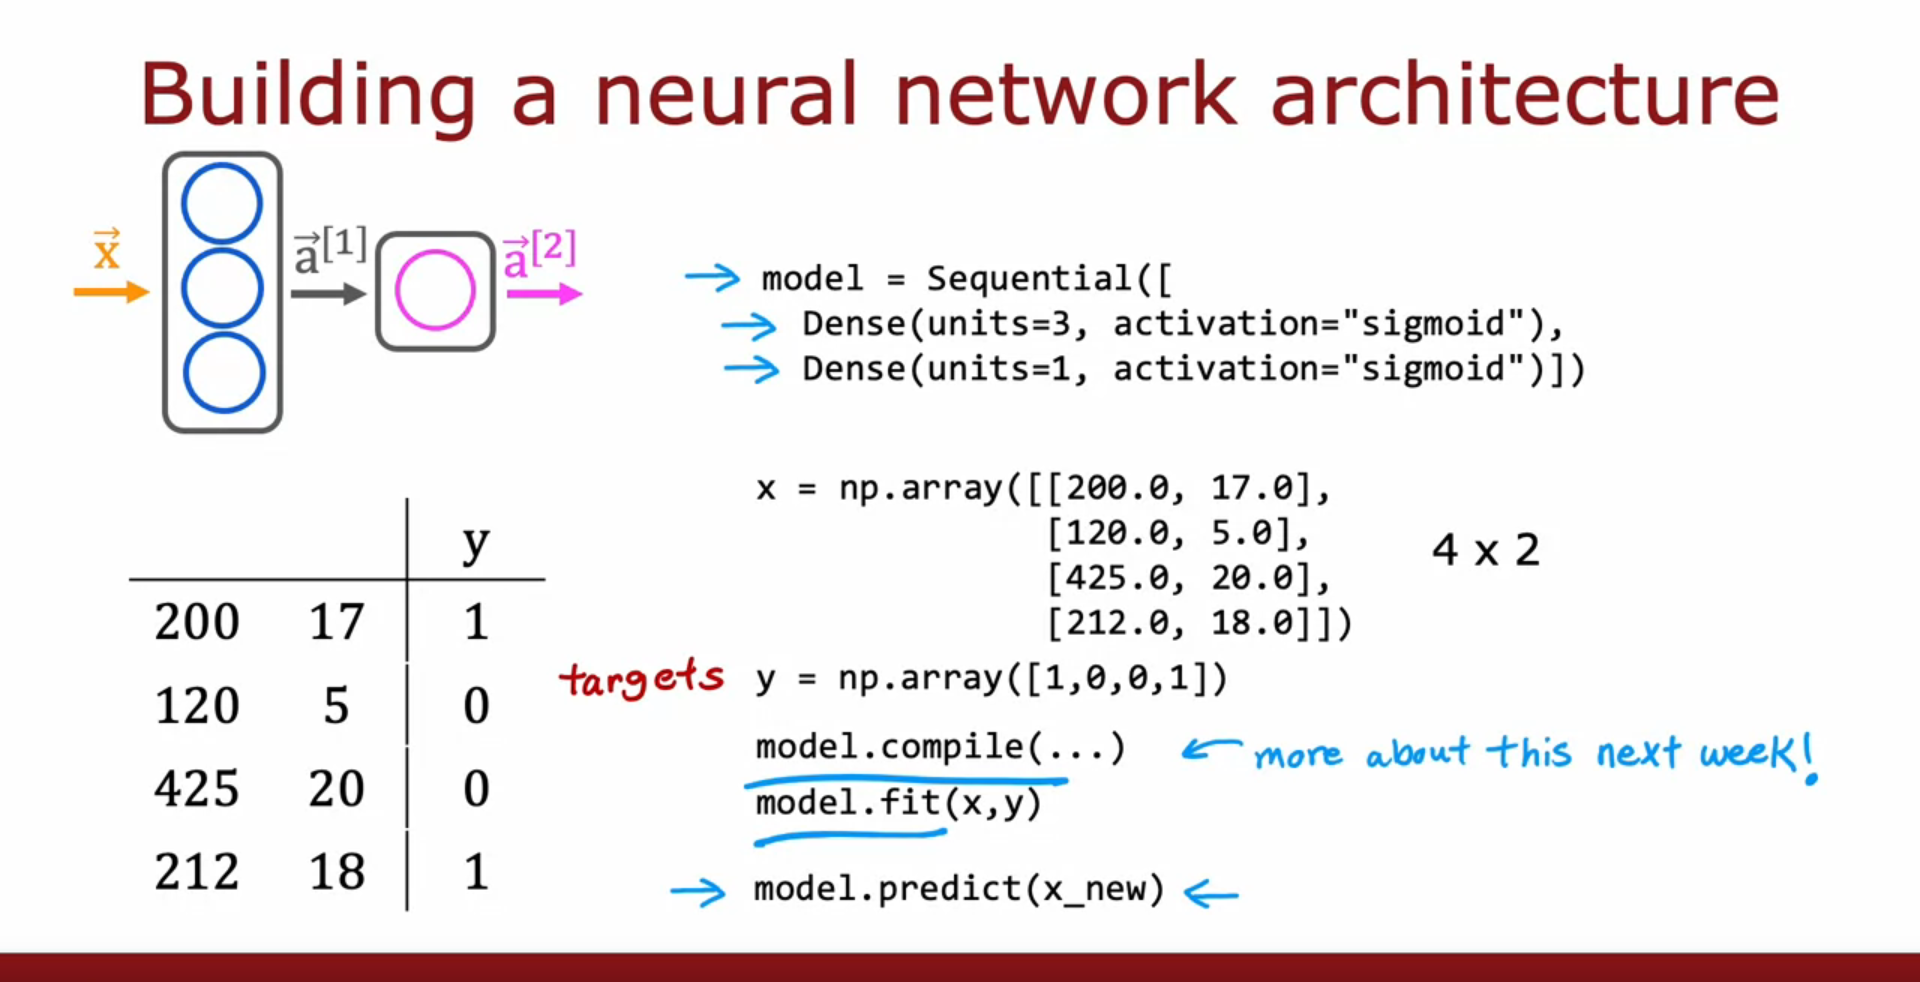 Building a neural network architecture
x⃗
a⃗[1]
a⃗[2]
model = Sequential([
Dense(units=3, activation="sigmoid"),
Dense(units=1, activation="sigmoid")])
y
200 17 1
120 5 0
425 20 0
212 18 1
x = np.array([[200.0, 17.0],
[120.0, 5.0],
[425.0, 20.0],
[212.0, 18.0]])
4 x 2
targets y = np.array([1,0,0,1])
model.compile(...) more about this next week!
model.fit(x,y)
model.predict(x_new)